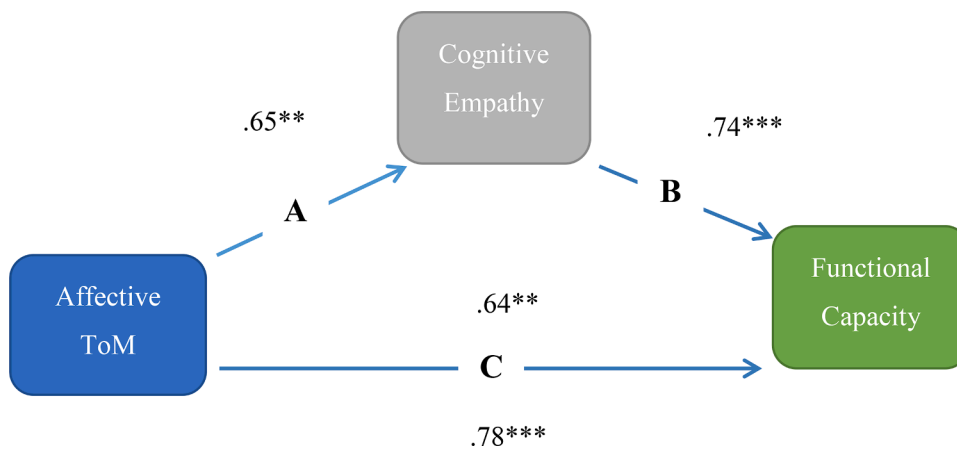 Cognitive
Empathy
.65**
.74***
A
B
Affective
ToM
Functional
Capacity
.64**
C
.78***